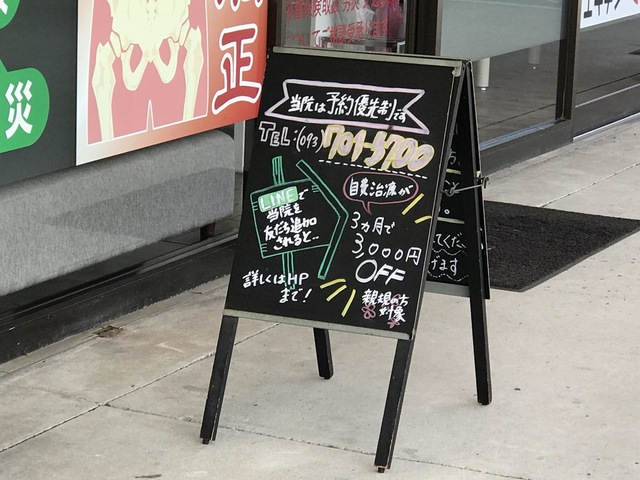 災
正
当院は予約優先制です
TEL:(093)701-5700
LINEで
当院を
友だち追加
されると…
自費治療が
3ヵ月で
3,000円
OFF
詳しくはHP
まで!
新規の方
対象